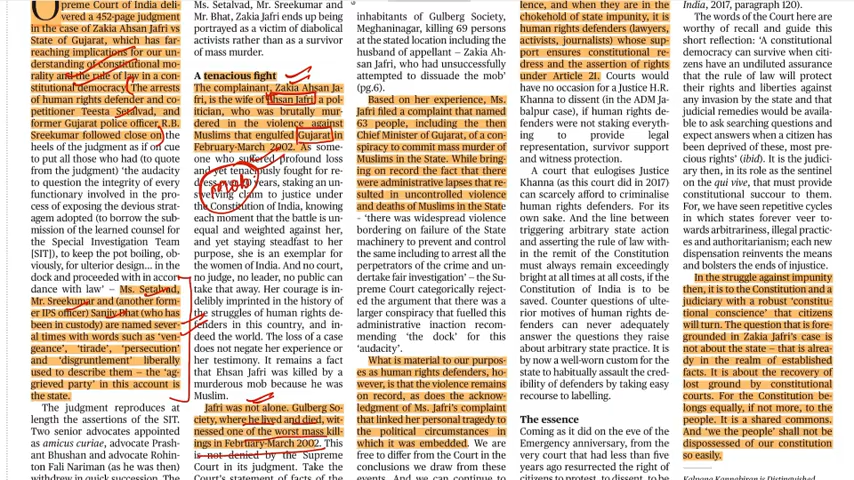 preme Court of India deli-
vered a 452-page judgment
in the case of Zakia Ahsan Jafri vs
State of Gujarat, which has far-
reaching implications for our un-
derstanding of constitutional mo-
rality and the rule of law in a con-
stitutional democracy. The arrests
of human rights defender and co-
petitioner Teesta Setalvad, and
former Gujarat police officer, R.B.
Sreekumar followed close on the
heels of the judgment as if on cue
to put all those who had (to quote
from the judgment) 'the audacity
to question the integrity of every
functionary involved in the pro-
cess of exposing the devious strat-
agem adopted (to borrow the sub-
mission of the learned counsel for
the Special Investigation Team
[SIT]), to keep the pot boiling, ob-
viously, for ulterior design... in the
dock and proceeded with in accor-
dance with law' – Ms. Setalvad,
Mr. Sreekumar and (another form-
er IPS officer) Sanjiv Bhat (who has
been in custody) are named sever-
al times with words such as 'ven-
geance', 'tirade', 'persecution'
and 'disgruntlement' liberally
used to describe them – the 'ag-
grieved party' in this account is
the state.
The judgment reproduces at
length the assertions of the SIT.
Two senior advocates appointed
as amicus curiae, advocate Prash-
ant Bhushan and advocate Rohin-
ton Fali Nariman (as he was then)
withdrew in quick succession. The
Ms. Setalvad, Mr. Sreekumar and
Mr. Bhat, Zakia Jafri ends up being
portrayed as a victim of diabolical
activists rather than as a survivor
of mass murder.
A tenacious fight
The complainant, Zakia Ahsan Ja-
fri, is the wife of Ahsan Jafri, a pol-
itician, who was brutally mur-
dered in the violence against
Muslims that engulfed Gujarat in
February-March 2002. As some-
one who suffered profound loss
and yet tenaciously fought for re-
dress years, staking an un-
swerving claim to justice under
the Constitution of India, knowing
each moment that the battle is un-
equal and weighted against her,
and yet staying steadfast to her
purpose, she is an exemplar for
the women of India. And no court,
no judge, no leader, no public can
take that away. Her courage is in-
delibly imprinted in the history of
the struggles of human rights de-
fenders in this country, and in-
deed the world. The loss of a case
does not negate her experience or
her testimony. It remains a fact
that Ehsan Jafri was killed by a
murderous mob because he was
Muslim.
Jafri was not alone. Gulberg So-
ciety, where he lived and died, wit-
nessed one of the worst mass kill-
ings in February-March 2002. This
is not denied by the Supreme
Court in its judgment. Take the
Court's statement of facts of the
mob
inhabitants of Gulberg Society,
Meghaninagar, killing 69 persons
at the stated location including the
husband of appellant – Zakia Ah-
san Jafri, who had unsuccessfully
attempted to dissuade the mob'
(pg.6).
Based on her experience, Ms.
Jafri filed a complaint that named
63 people, including the then
Chief Minister of Gujarat, of a con-
spiracy to commit mass murder of
Muslims in the State. While bring-
ing on record the fact that there
were administrative lapses that re-
sulted in uncontrolled violence
and deaths of Muslims in the State
- 'there was widespread violence
bordering on failure of the State
machinery to prevent and control
the same including to arrest all the
perpetrators of the crime and un-
dertake fair investigation' – the Su-
preme Court categorically reject-
ed the argument that there was a
larger conspiracy that fuelled this
administrative inaction recom-
mending 'the dock' for this
'audacity'.
What is material to our purpos-
es as human rights defenders, ho-
wever, is that the violence remains
on record, as does the acknow-
ledgment of Ms. Jafri's complaint
that linked her personal tragedy to
the political circumstances in
which it was embedded. We are
free to differ from the Court in the
conclusions we draw from these
events. And we can continue to
lence, and when they are in the
chokehold of state impunity, it is
human rights defenders (lawyers,
activists, journalists) whose sup-
port ensures constitutional re-
dress and the assertion of rights
under Article 21. Courts would
have no occasion for a Justice H.R.
Khanna to dissent (in the ADM Ja-
balpur case), if human rights de-
fenders were not staking everyth-
ing to provide legal
representation, survivor support
and witness protection.
A court that eulogises Justice
Khanna (as this court did in 2017)
can scarcely afford to criminalise
human rights defenders. For its
own sake. And the line between
triggering arbitrary state action
and asserting the rule of law with-
in the remit of the Constitution
must always remain exceedingly
bright at all times at all costs, if the
Constitution of India is to be
saved. Counter questions of ulte-
rior motives of human rights de-
fenders can never adequately
answer the questions they raise
about arbitrary state practice. It is
by now a well-worn custom for the
state to habitually assault the cred-
ibility of defenders by taking easy
recourse to labelling.
The essence
Coming as it did on the eve of the
Emergency anniversary, from the
very court that had less than five
years ago resurrected the right of
citizens to protest, to dissent, to be
India, 2017, paragraph 120).
The words of the Court here are
worthy of recall and guide this
short reflection: 'A constitutional
democracy can survive when citi-
zens have an undiluted assurance
that the rule of law will protect
their rights and liberties against
any invasion by the state and that
judicial remedies would be availa-
ble to ask searching questions and
expect answers when a citizen has
been deprived of these, most pre-
cious rights' (ibid). It is the judici-
ary then, in its role as the sentinel
on the qui vive, that must provide
constitutional succour to them.
For, we have seen repetitive cycles
in which states forever veer to-
wards arbitrariness, illegal practic-
es and authoritarianism; each new
dispensation reinvents the means
and bolsters the ends of injustice.
In the struggle against impunity
then, it is to the Constitution and a
judiciary with a robust 'constitu-
tional conscience' that citizens
will turn. The question that is fore-
grounded in Zakia Jafri's case is
not about the state – that is alrea-
dy in the realm of established
facts. It is about the recovery of
lost ground by constitutional
courts. For the Constitution be-
longs equally, if not more, to the
people. It is a shared commons.
And 'we the people' shall not be
dispossessed of our constitution
so easily.
Kalpana Kannabiran is Distinguished